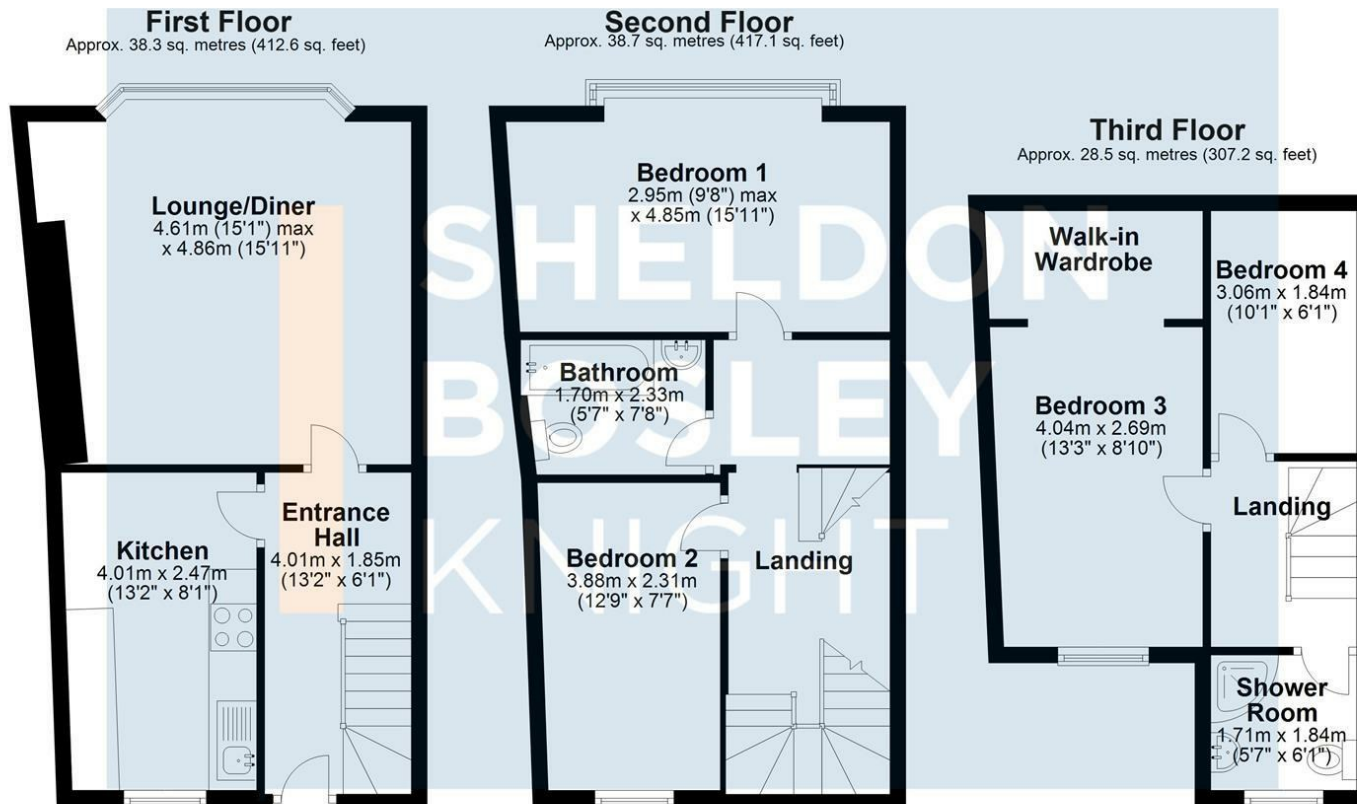 First Floor
Approx. 38.3 sq. metres (412.6 sq. feet)
Lounge/Diner
4.61m (15'1") max
x 4.86m (15'11")
Kitchen
4.01m x 2.47m
(13'2" x 8'1")
Entrance
Hall
4.01m x 1.85m
(13'2" x 6'1")
Second Floor
Approx. 38.7 sq. metres (417.1 sq. feet)
Bedroom 1
2.95m (9'8") max
x 4.85m (15'11")
Bathroom
1.70m x 2.33m
(5'7" x 7'8")
Bedroom 2
3.88m x 2.31m
(12'9" x 7'7")
Landing
Third Floor
Approx. 28.5 sq. metres (307.2 sq. feet)
Walk-in
Wardrobe
Bedroom 4
3.06m x 1.84m
(10'1" x 6'1")
Bedroom 3
4.04m x 2.69m
(13'3" x 8'10")
Landing
Shower
Room
1.71m x 1.84m
(5'7" x 6'1")
SHELDON
BOSLEY
KNIGHT